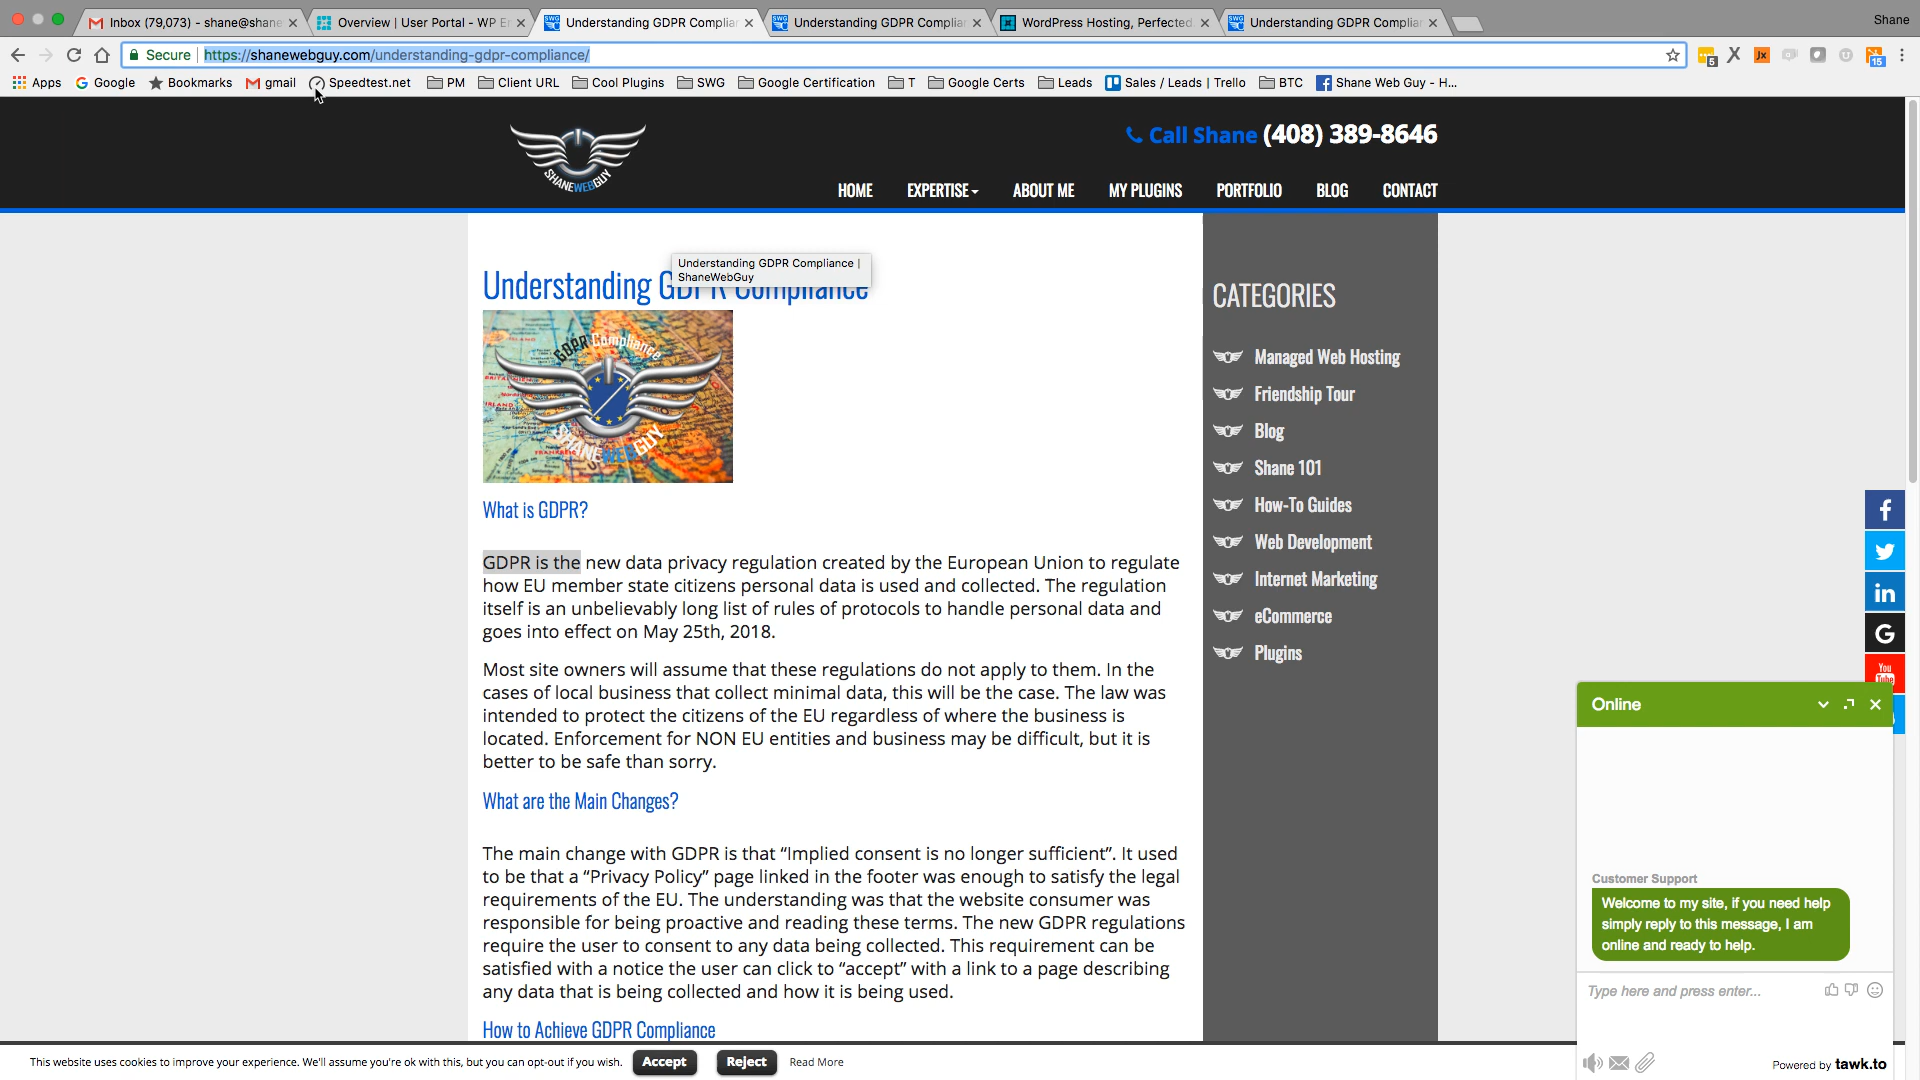 Inbox (79,073) - shane@shane
Overview | User Portal - WP E
Understanding GDPR Complian
Understanding GDPR Complian
WordPress Hosting, Perfected.
Understanding GDPR Complian
Shane
Secure
https://shanewebguy.com/understanding-gdpr-compliance/
Apps
Google
Bookmarks
gmail
Speedtest.net
PM
Client URL
Cool Plugins
SWG
Google Certification
T
Google Certs
Leads
Sales / Leads | Trello
BTC
Shane Web Guy - H...
SHANEWEBGUY
Call Shane (408) 389-8646
HOME
EXPERTISE
ABOUT ME
MY PLUGINS
PORTFOLIO
BLOG
CONTACT
Understanding GDPR Compliance
Understanding GDPR Compliance |
ShaneWebGuy
GDPR Compliance
SHANEWEBGUY
What is GDPR?
GDPR is the new data privacy regulation created by the European Union to regulate
how EU member state citizens personal data is used and collected. The regulation
itself is an unbelievably long list of rules of protocols to handle personal data and
goes into effect on May 25th, 2018.
Most site owners will assume that these regulations do not apply to them. In the
cases of local business that collect minimal data, this will be the case. The law was
intended to protect the citizens of the EU regardless of where the business is
located. Enforcement for NON EU entities and business may be difficult, but it is
better to be safe than sorry.
What are the Main Changes?
The main change with GDPR is that “Implied consent is no longer sufficient”. It used
to be that a “Privacy Policy” page linked in the footer was enough to satisfy the legal
requirements of the EU. The understanding was that the website consumer was
responsible for being proactive and reading these terms. The new GDPR regulations
require the user to consent to any data being collected. This requirement can be
satisfied with a notice the user can click to “accept” with a link to a page describing
any data that is being collected and how it is being used.
How to Achieve GDPR Compliance
CATEGORIES
Managed Web Hosting
Friendship Tour
Blog
Shane 101
How-To Guides
Web Development
Internet Marketing
eCommerce
Plugins
You
Tube
Online
Customer Support
Welcome to my site, if you need help
simply reply to this message, I am
online and ready to help.
Type here and press enter...
Powered by tawk.to
This website uses cookies to improve your experience. We'll assume you're ok with this, but you can opt-out if you wish.
Accept
Reject
Read More